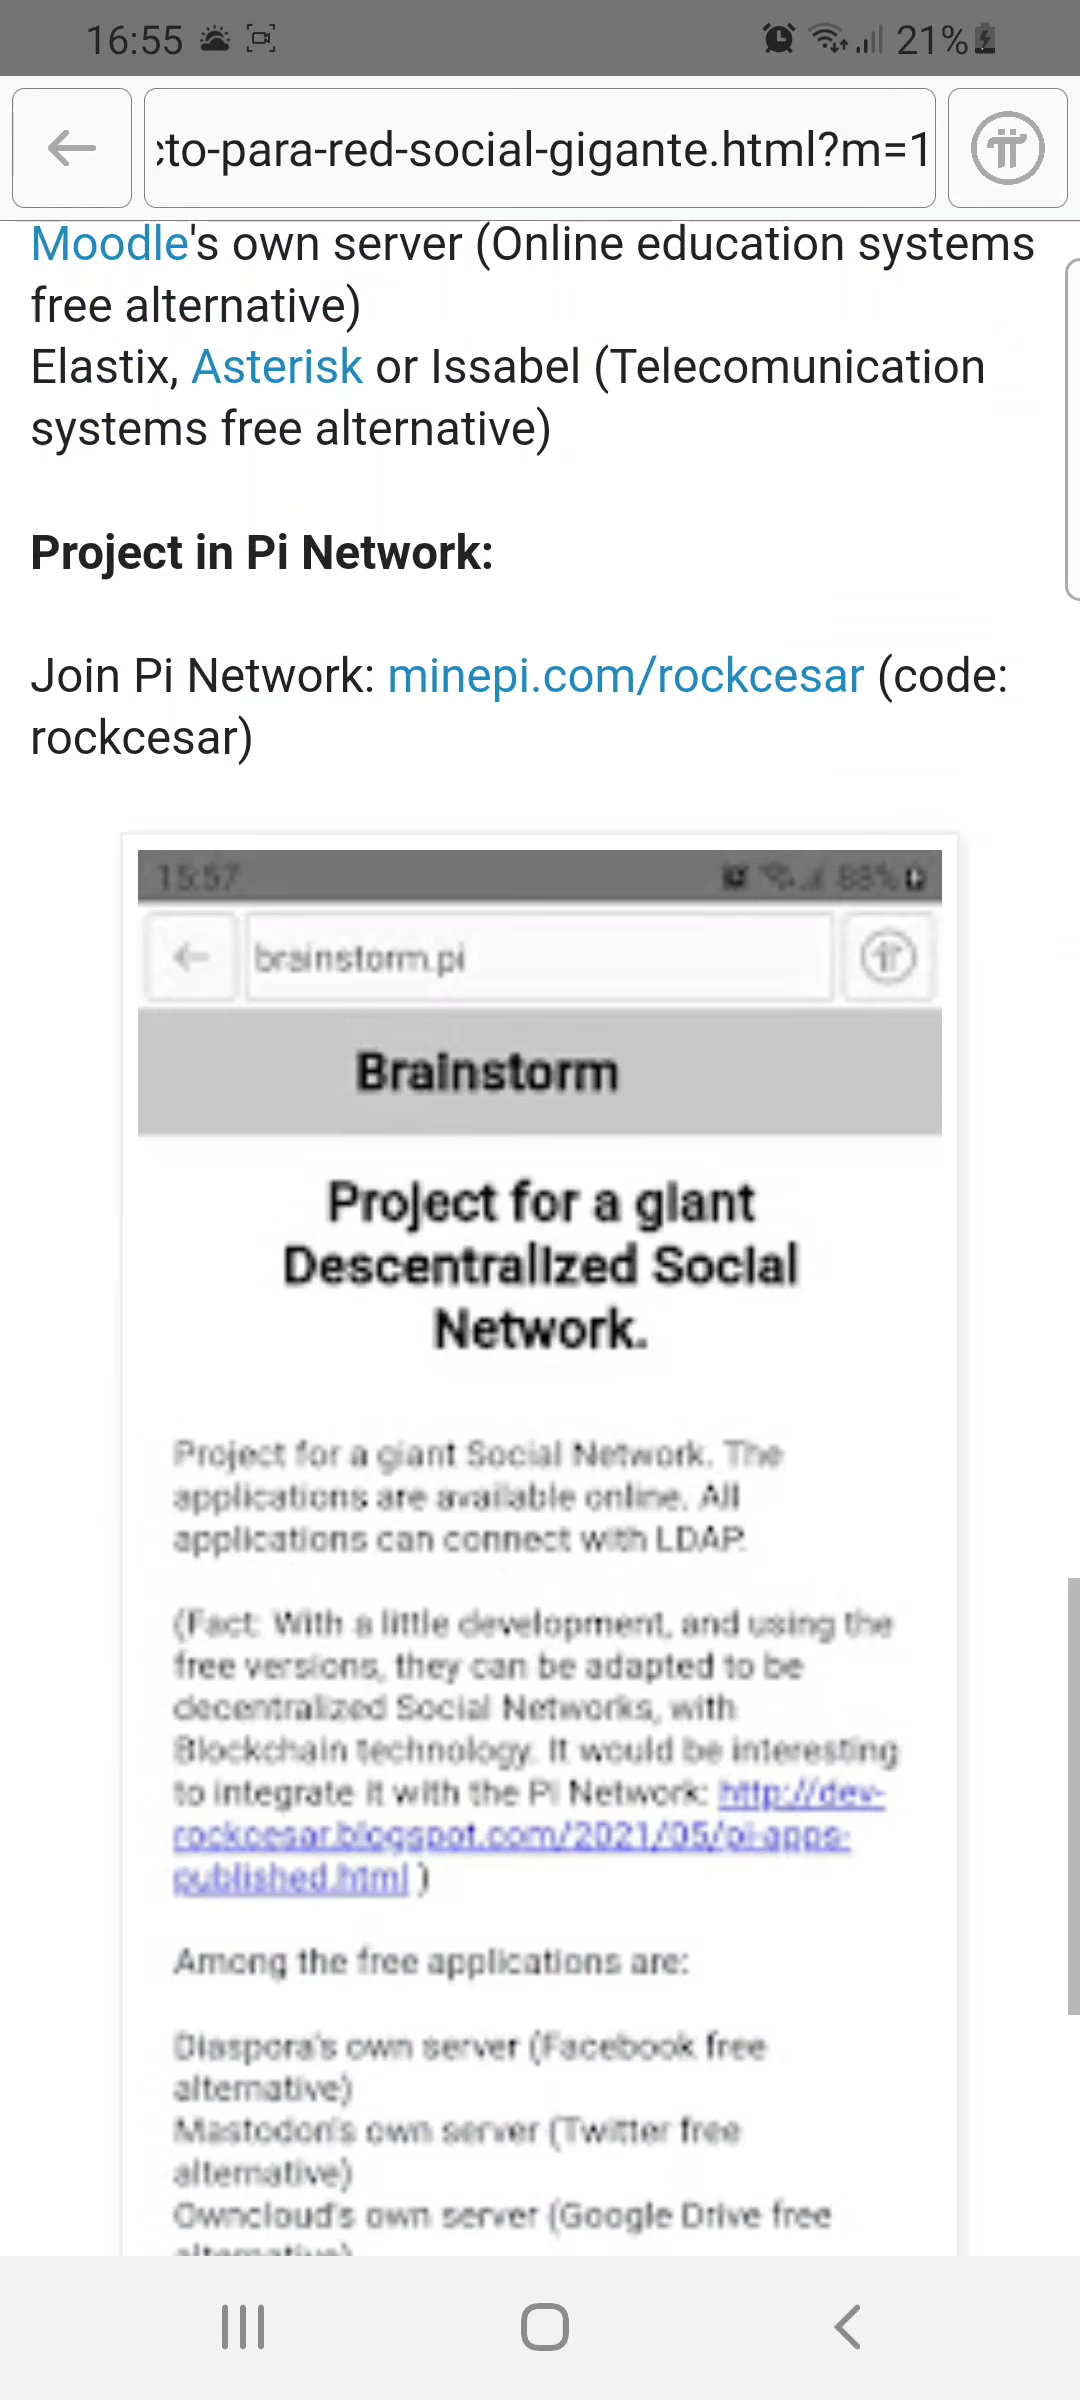 16:55 21%
cto-para-red-social-gigante.html?m=1
Moodle's own server (Online education systems
free alternative)
Elastix, Asterisk or Issabel (Telecomunication
systems free alternative)
Project in Pi Network:
Join Pi Network: minepi.com/rockcesar (code:
rockcesar)
15:57 88%
brainstorm.pi
Brainstorm
Project for a giant
Descentralized Social
Network.
Project for a giant Social Network. The
applications are available online. All
applications can connect with LDAP.
(Fact: With a little development, and using the
free versions, they can be adapted to be
decentralized Social Networks, with
Blockchain technology. It would be interesting
to integrate it with the Pi Network: http://dev-
rockcesar.blogspot.com/2021/05/pi-apps-
published.html )
Among the free applications are:
Diaspora's own server (Facebook free
alternative)
Mastodon's own server (Twitter free
alternative)
Owncloud's own server (Google Drive free
alternative)